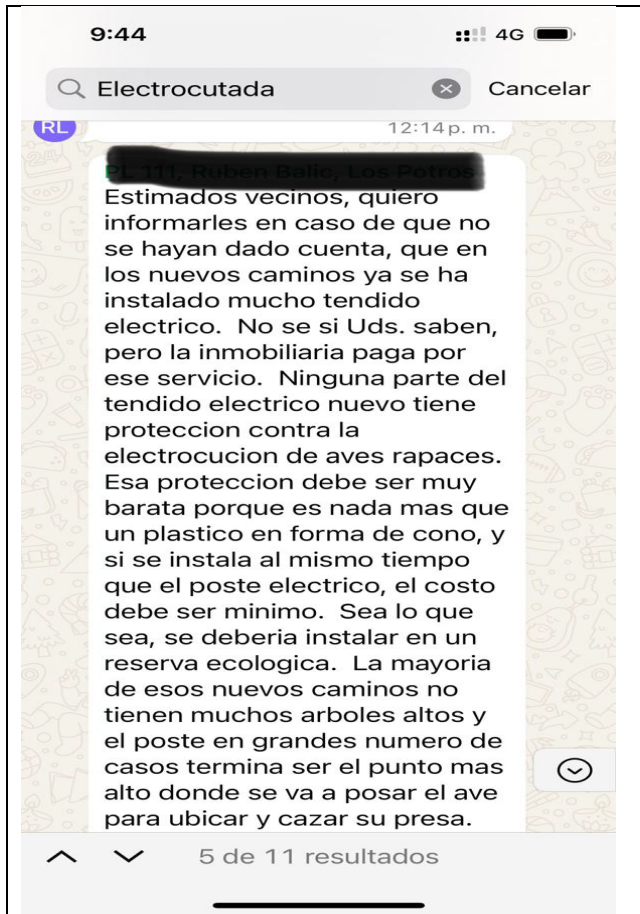 9:44
4G
Electrocutada
Cancelar
RL
12:14 p. m.
Estimados vecinos, quiero
informarles en caso de que no
se hayan dado cuenta, que en
los nuevos caminos ya se ha
instalado mucho tendido
electrico.  No se si Uds. saben,
pero la inmobiliaria paga por
ese servicio.  Ninguna parte del
tendido electrico nuevo tiene
proteccion contra la
electrocucion de aves rapaces.
Esa proteccion debe ser muy
barata porque es nada mas que
un plastico en forma de cono, y
si se instala al mismo tiempo
que el poste electrico, el costo
debe ser minimo.  Sea lo que
sea, se deberia instalar en un
reserva ecologica.  La mayoria
de esos nuevos caminos no
tienen muchos arboles altos y
el poste en grandes numero de
casos termina ser el punto mas
alto donde se va a posar el ave
para ubicar y cazar su presa.
5 de 11 resultados